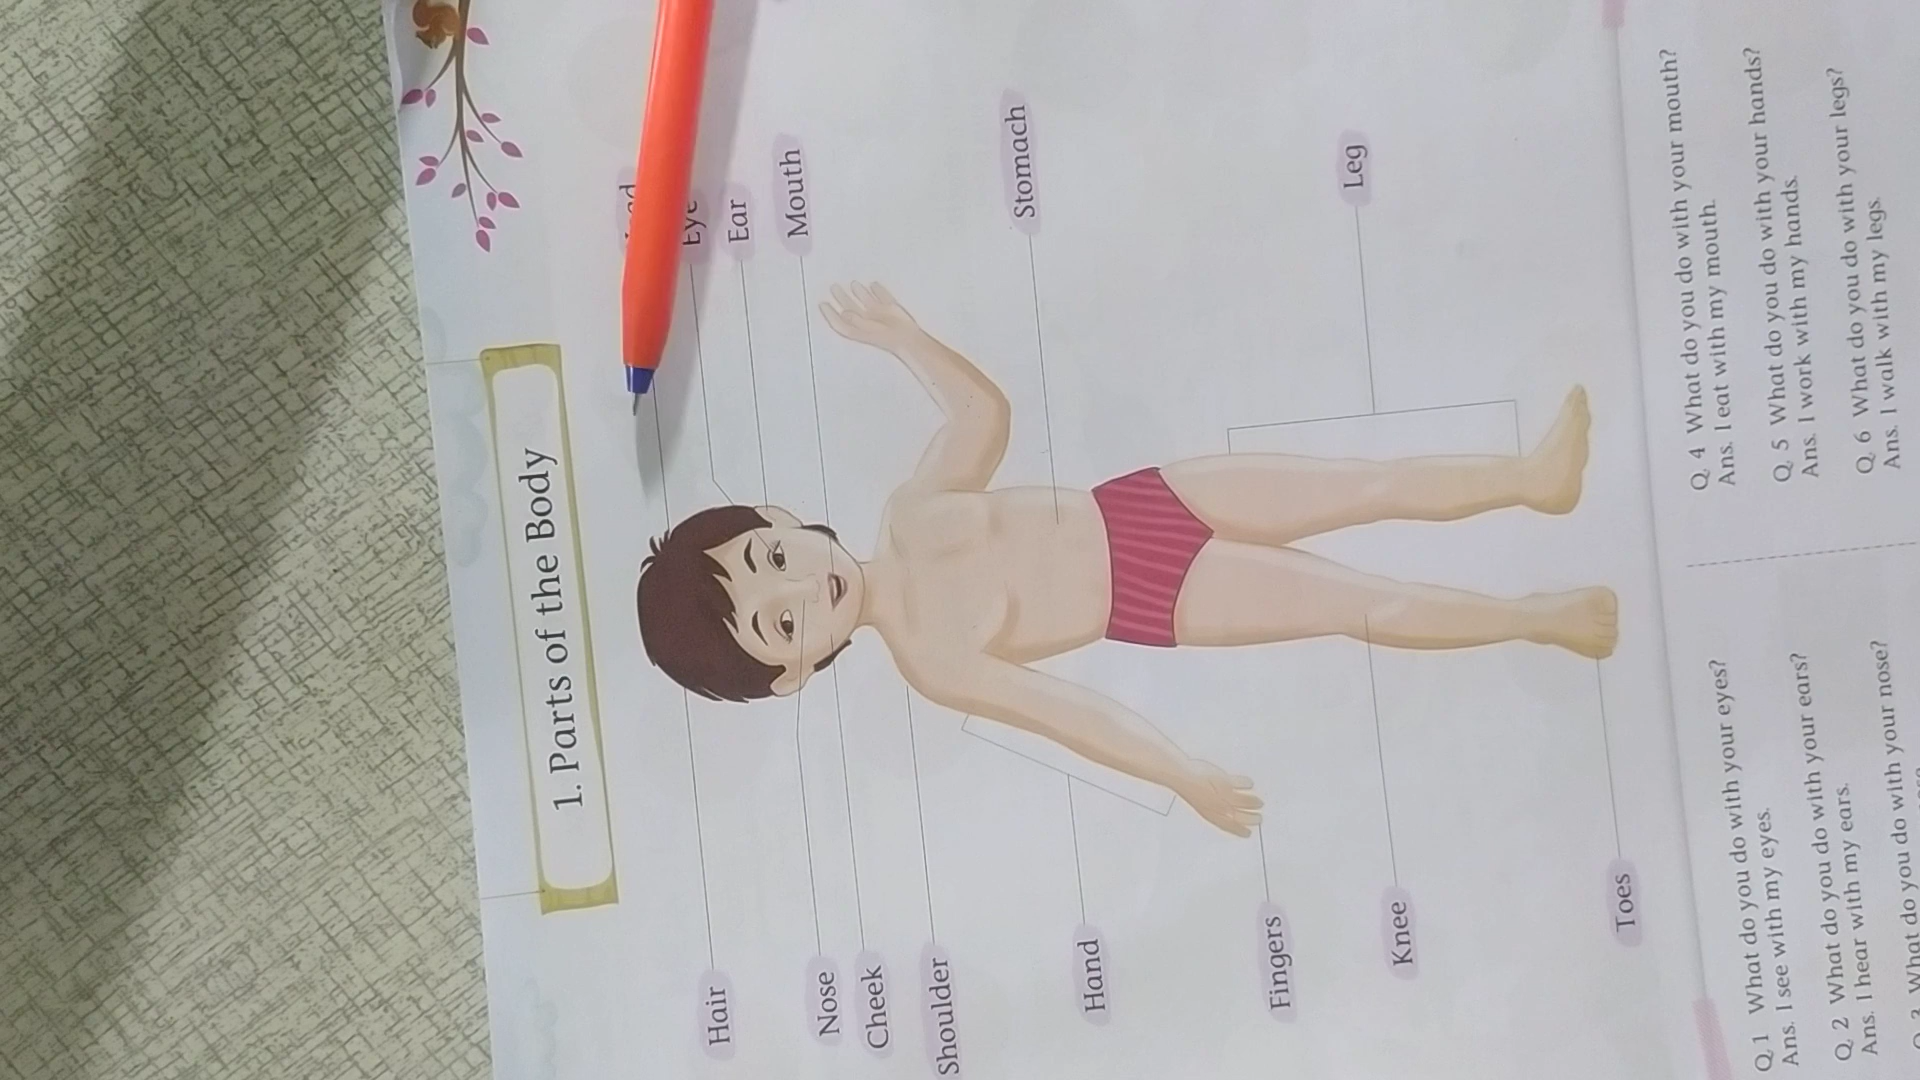 1. Parts of the Body
Hair
Nose
Cheek
Shoulder
Hand
Fingers
Knee
Toes
Eye
Ear
Mouth
Stomach
Leg
Q. 1 What do you do with your eyes?
Ans. I see with my eyes.
Q. 2 What do you do with your ears?
Ans. I hear with my ears.
What do you do with your nose?
Q. 4 What do you do with your mouth?
Ans. I eat with my mouth.
Q. 5 What do you do with your hands?
Ans. I work with my hands.
Q. 6 What do you do with your legs?
Ans. I walk with my legs.